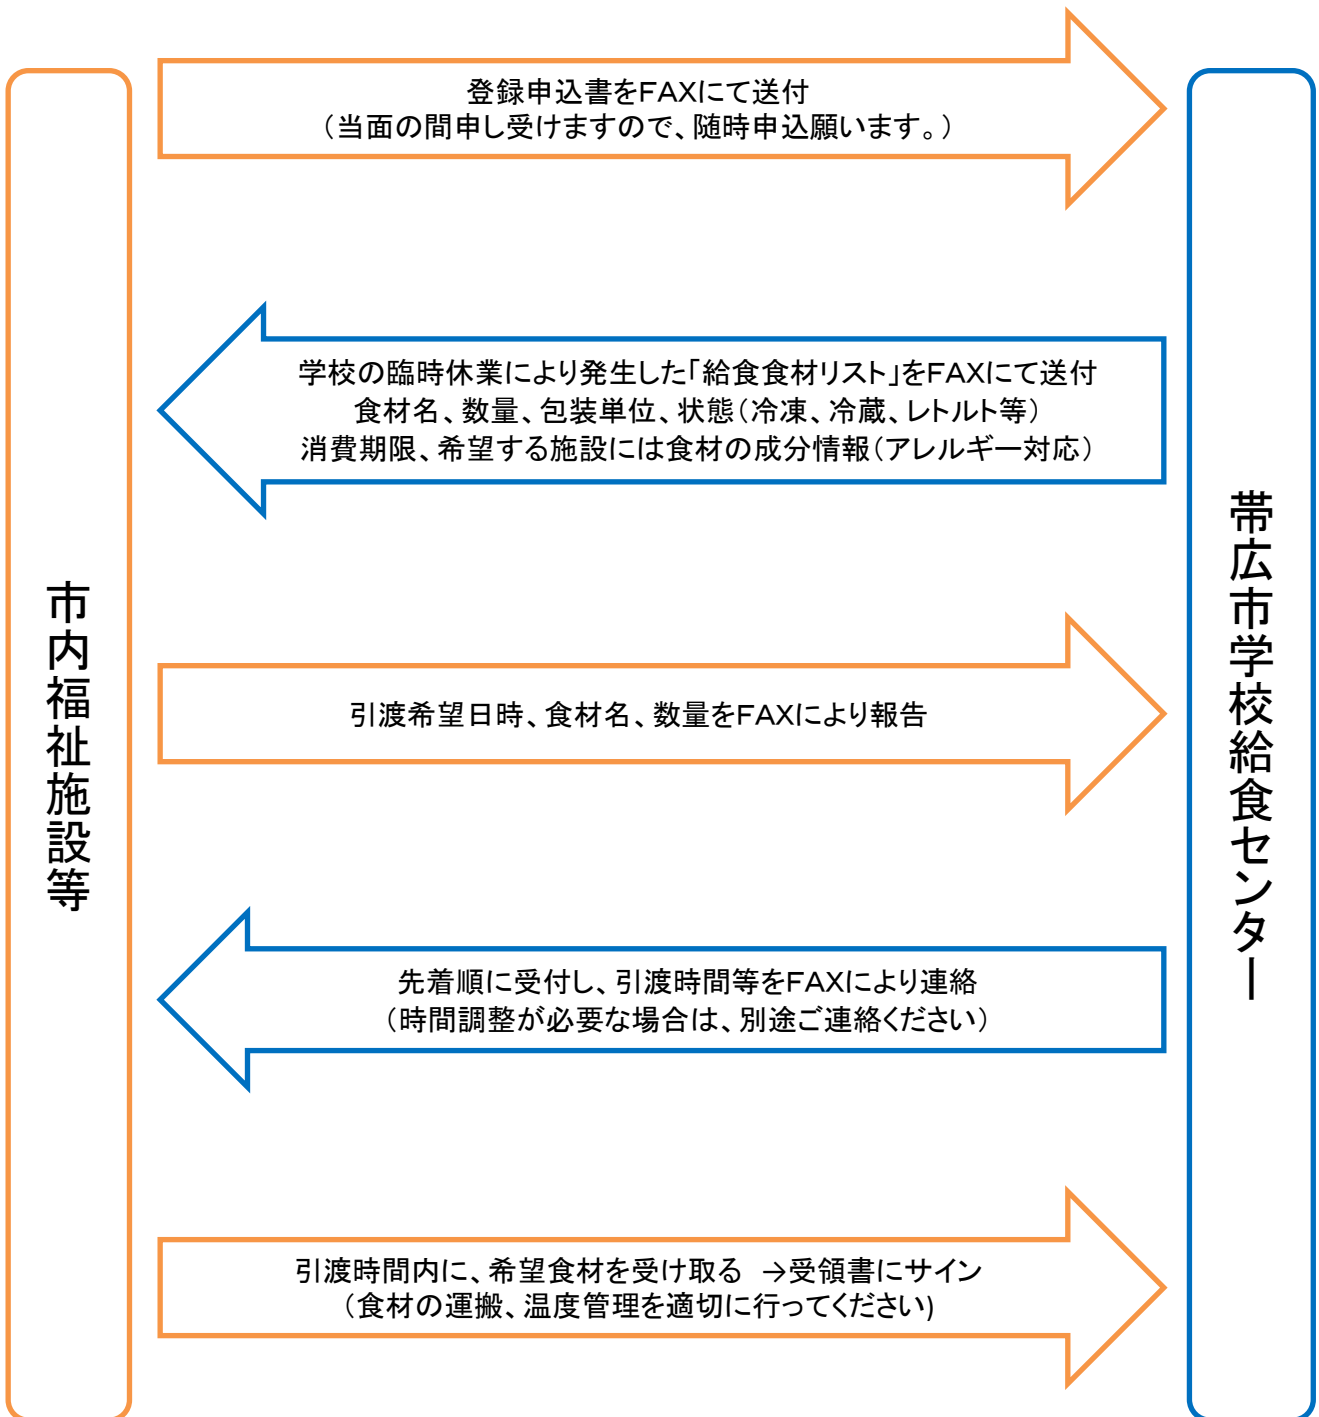 登録申込書をFAXにて送付
（当面の間申し受けますので、随時申込願います。）
学校の臨時休業により発生した「給食食材リスト」をFAXにて送付
食材名、数量、包装単位、状態（冷凍、冷蔵、レトルト等）
消費期限、希望する施設には食材の成分情報（アレルギー対応）
引渡希望日時、食材名、数量をFAXにより報告
先着順に受付し、引渡時間等をFAXにより連絡
（時間調整が必要な場合は、別途ご連絡ください）
引渡時間内に、希望食材を受け取る　→受領書にサイン
（食材の運搬、温度管理を適切に行ってください)
市内福祉施設等
帯広市学校給食センター